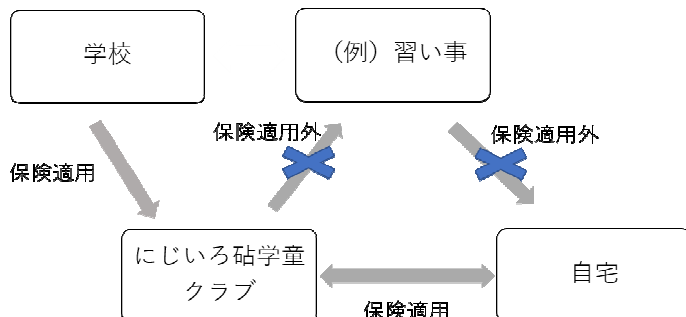 学校
（例）習い事
保険適用外
保険適用外
保険適用
にじいろ砧学童
クラブ
自宅
保険適用